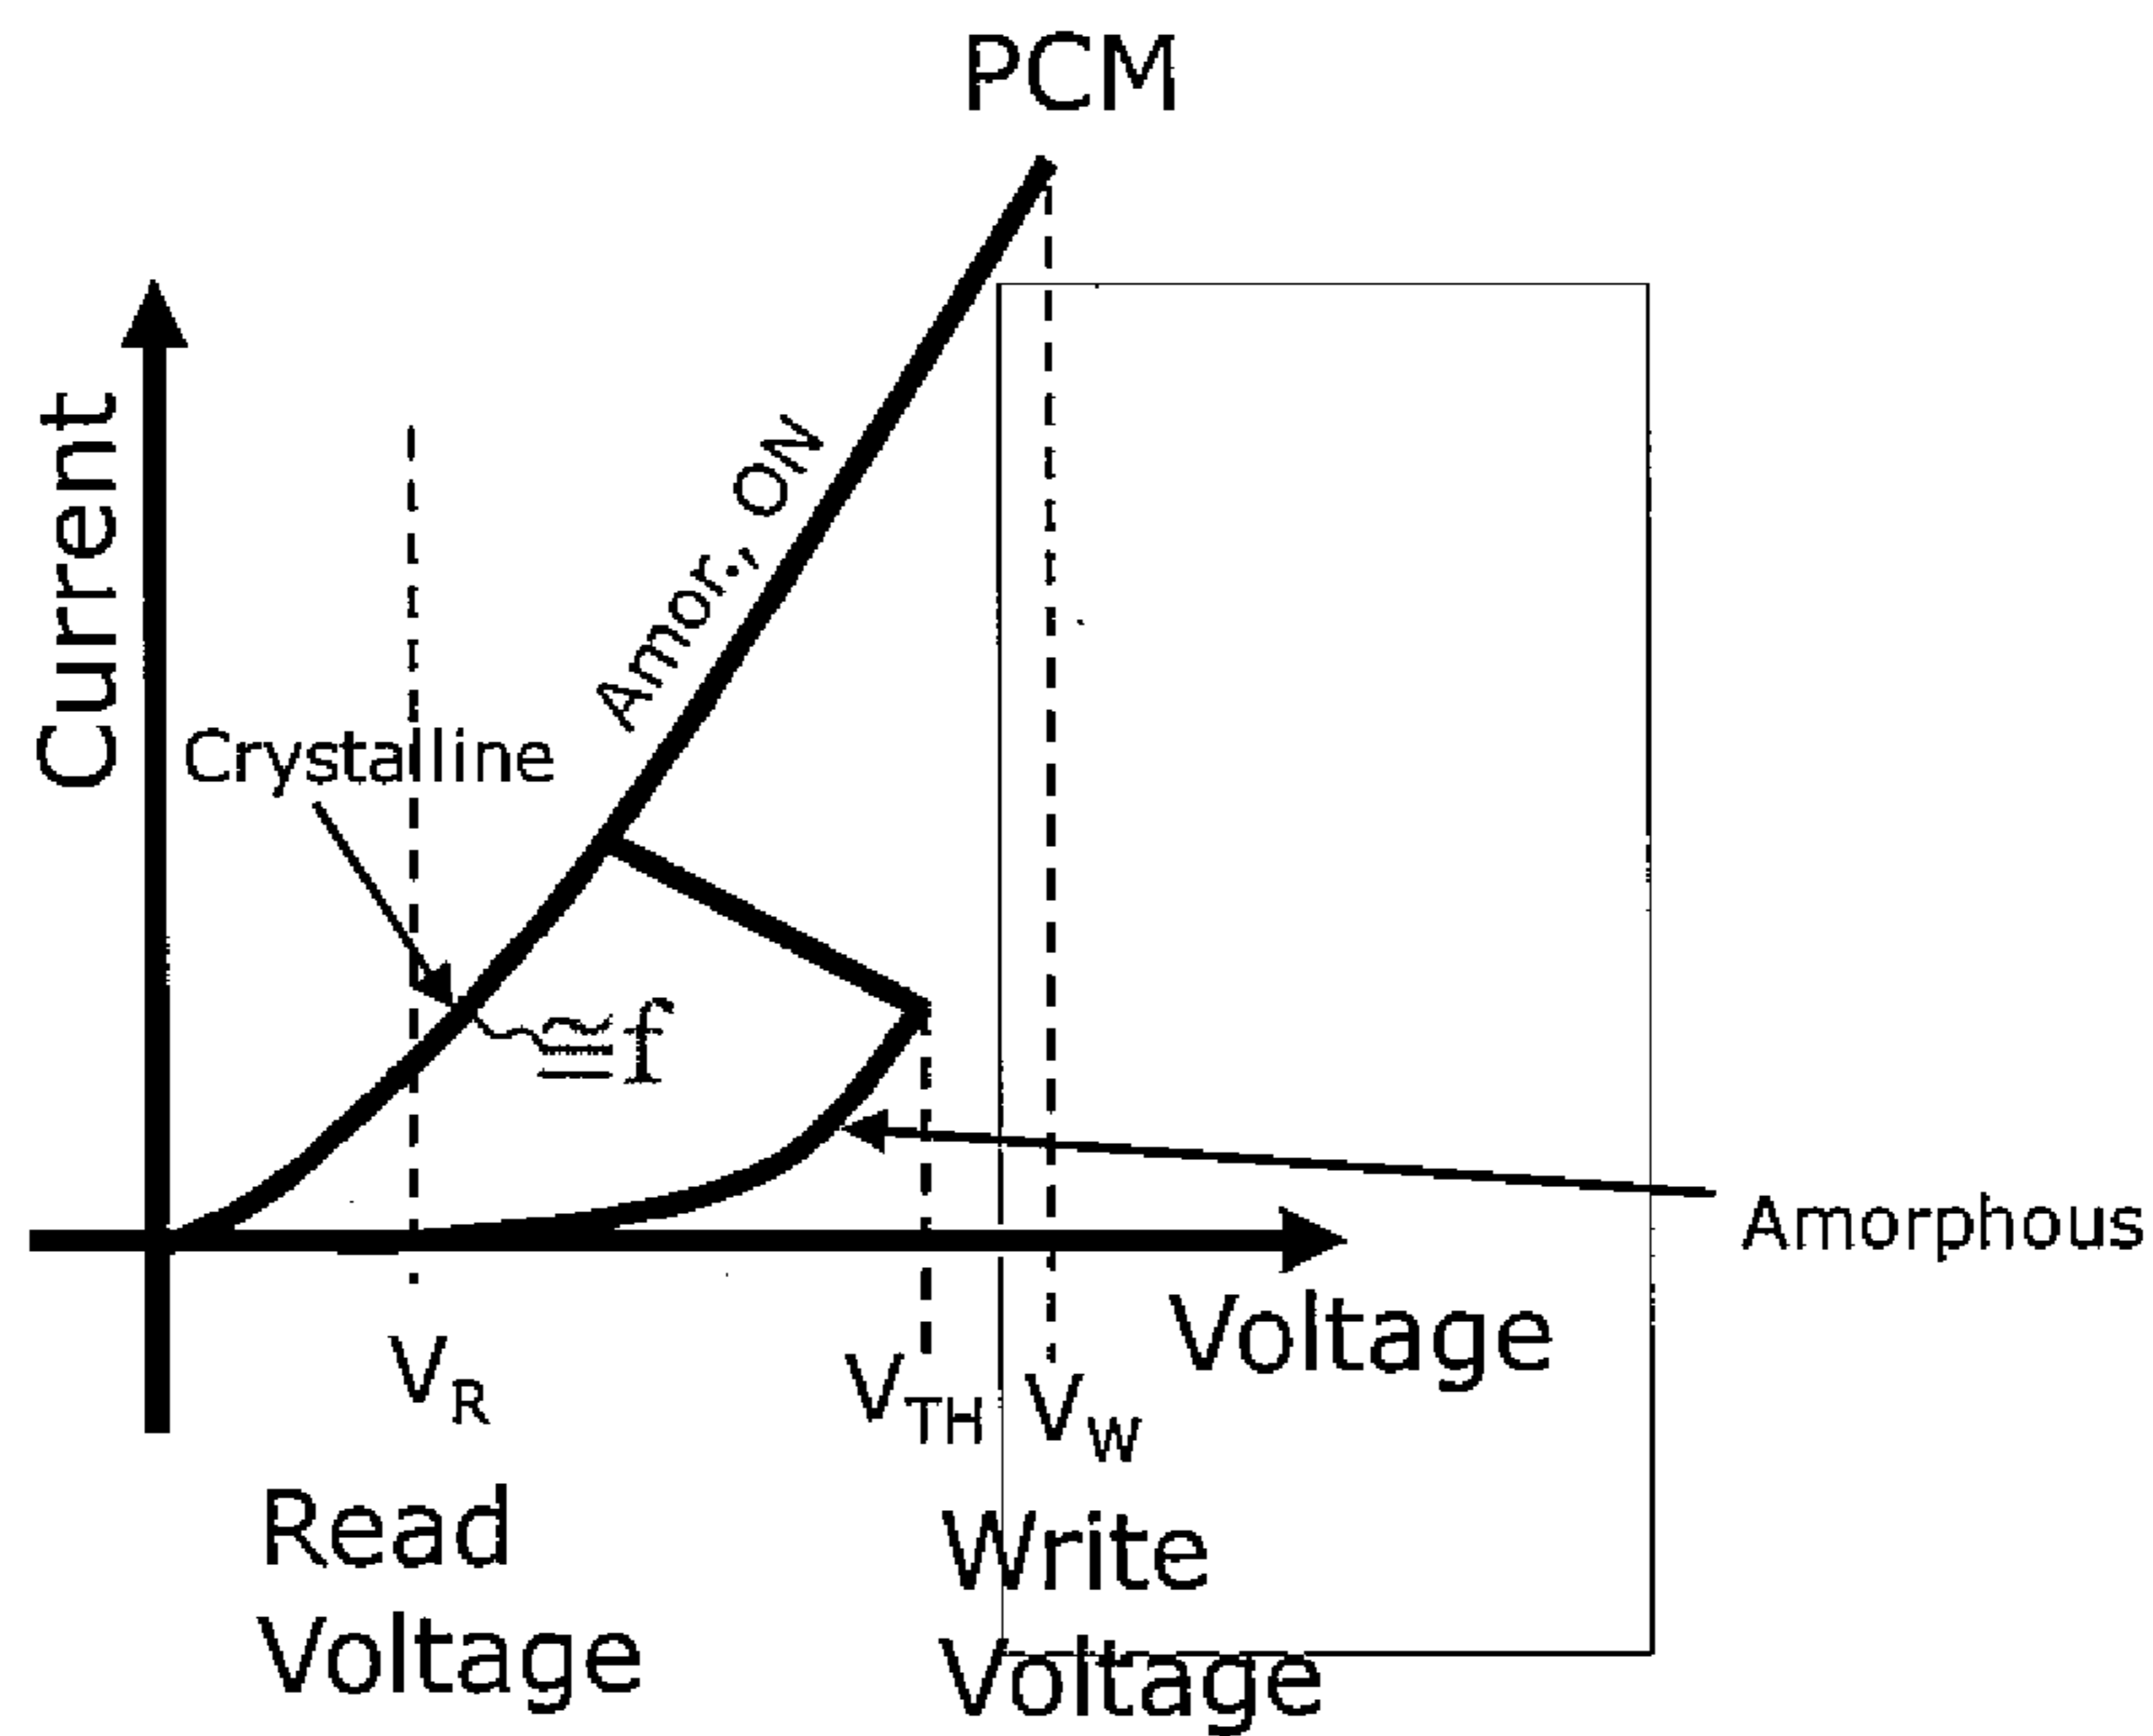 PCM
Current
Amor., ON
Crystalline
≅f
Amorphous
Voltage
V_R
V_TH
V_W
Read
Voltage
Write
Voltage